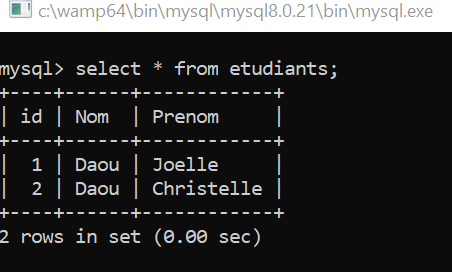 c:\wamp64\bin\mysql\mysql8.0.21\bin\mysql.exe
mysql> select * from etudiants;
+----+------+------------+
| id | Nom  | Prenom     |
+----+------+------------+
|  1 | Daou | Joelle     |
|  2 | Daou | Christelle |
+----+------+------------+
2 rows in set (0.00 sec)